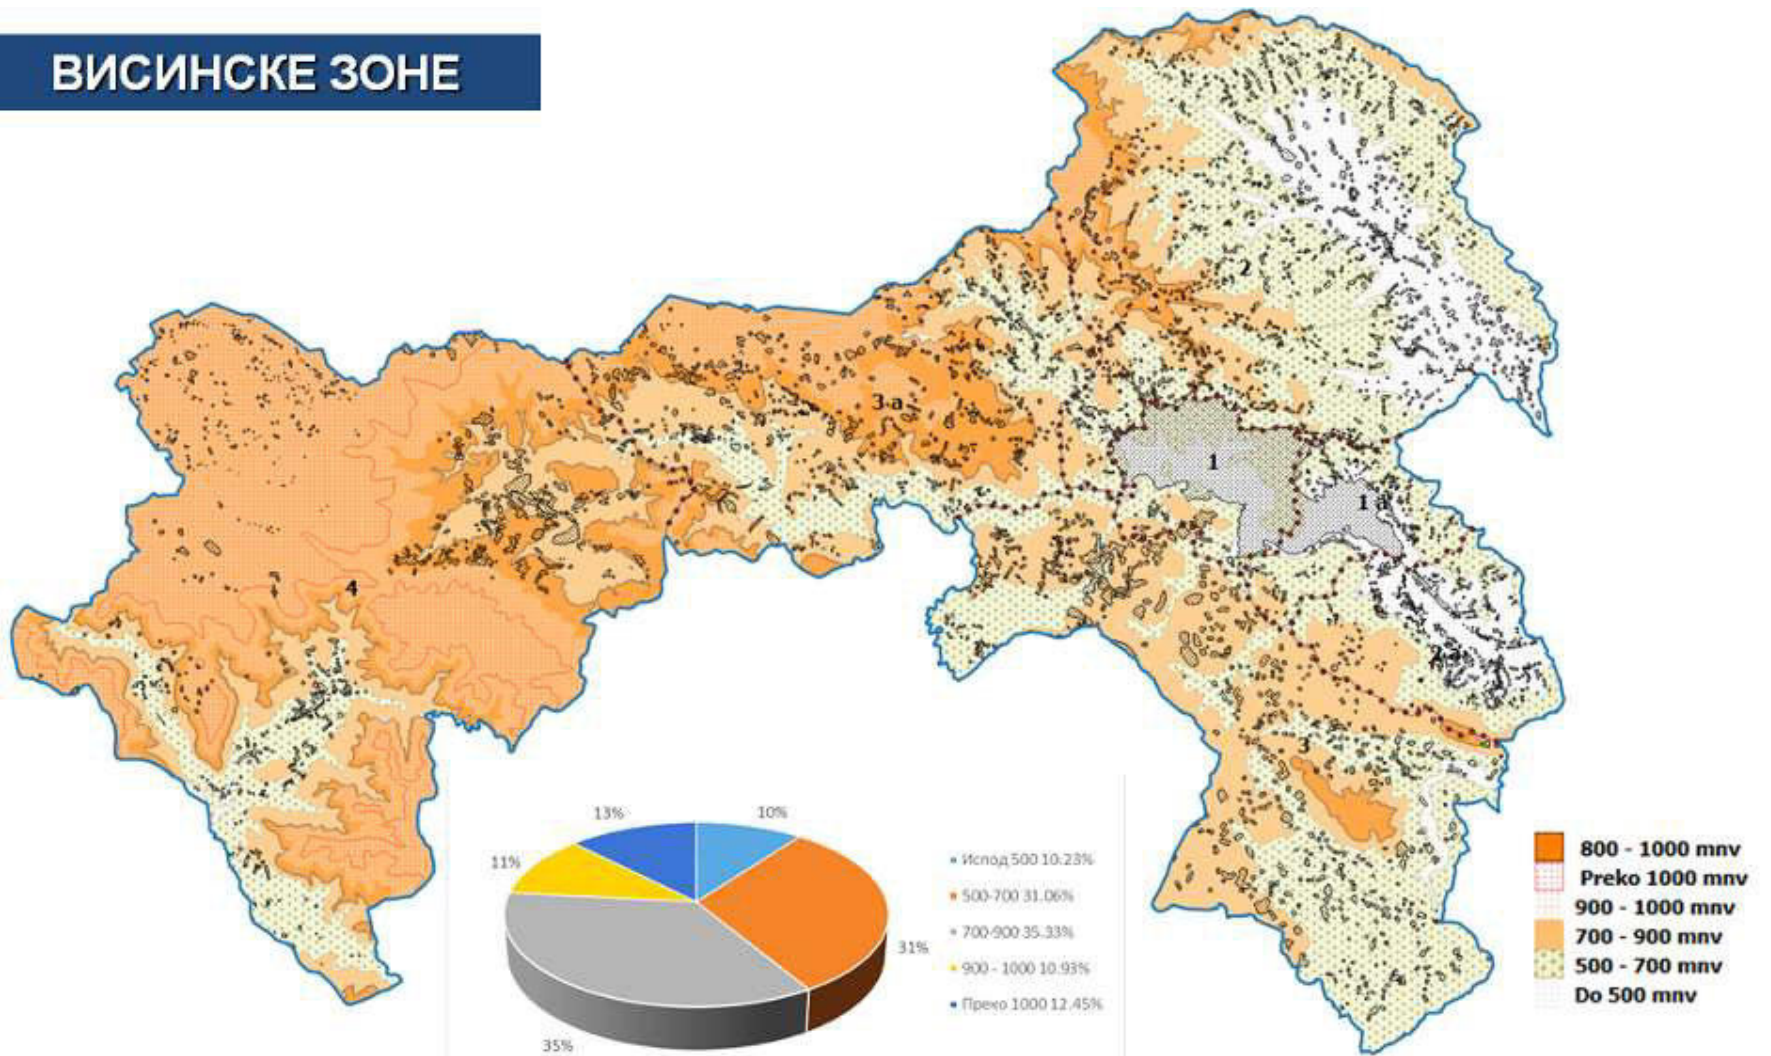 ВИСИНСКЕ ЗОНЕ
2
3 a
1
1 a
4
3
13%
10%
11%
31%
35%
Испод 500 10.23%
500-700 31.06%
700-900 35.33%
900 - 1000 10.93%
Преко 1000 12.45%
800 - 1000 mnv
Preko 1000 mnv
900 - 1000 mnv
700 - 900 mnv
500 - 700 mnv
Do 500 mnv